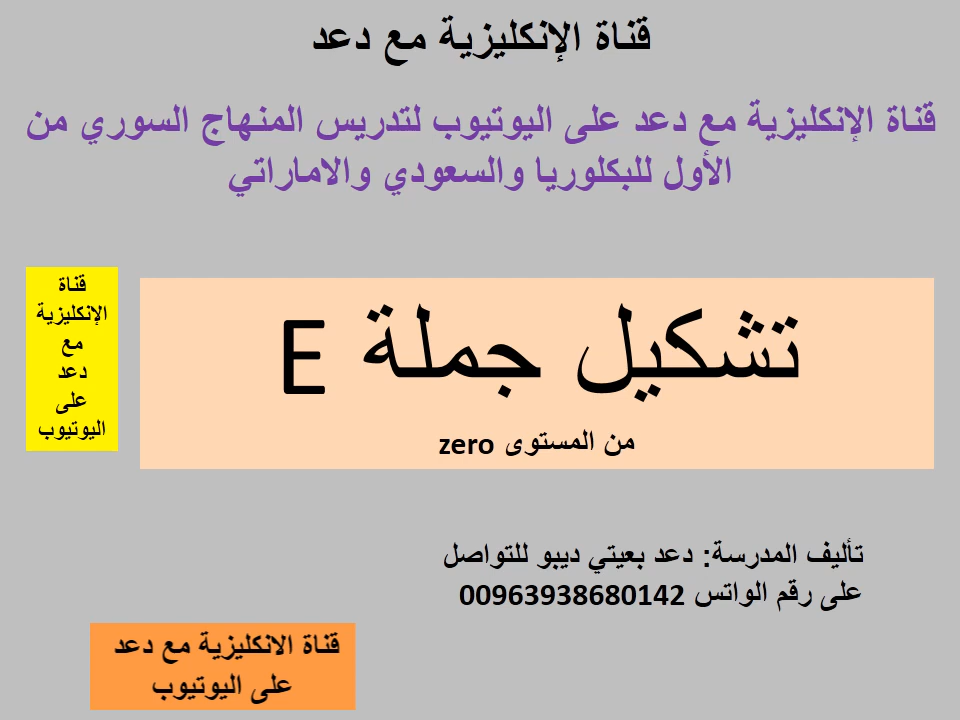 قناة الإنكليزية مع دعد
قناة الإنكليزية مع دعد على اليوتيوب لتدريس المنهاج السوري من
الأول للبكلوريا والسعودي والاماراتي
قناة
الإنكليزية
مع
دعد
على
اليوتيوب
تشكيل جملة E
من المستوى zero
تأليف المدرسة: دعد بعيتي ديبو للتواصل
على رقم الواتس 00963938680142
قناة الانكليزية مع دعد
على اليوتيوب